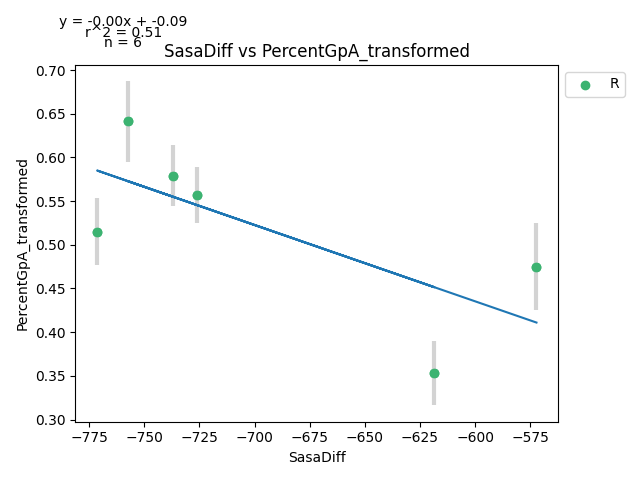 y = -0.00x + -0.09
r^2 = 0.51
n = 6
SasaDiff vs PercentGpA_transformed
R
PercentGpA_transformed
0.70
0.65
0.60
0.55
0.50
0.45
0.40
0.35
0.30
−775 −750 −725 −700 −675 −650 −625 −600 −575
SasaDiff